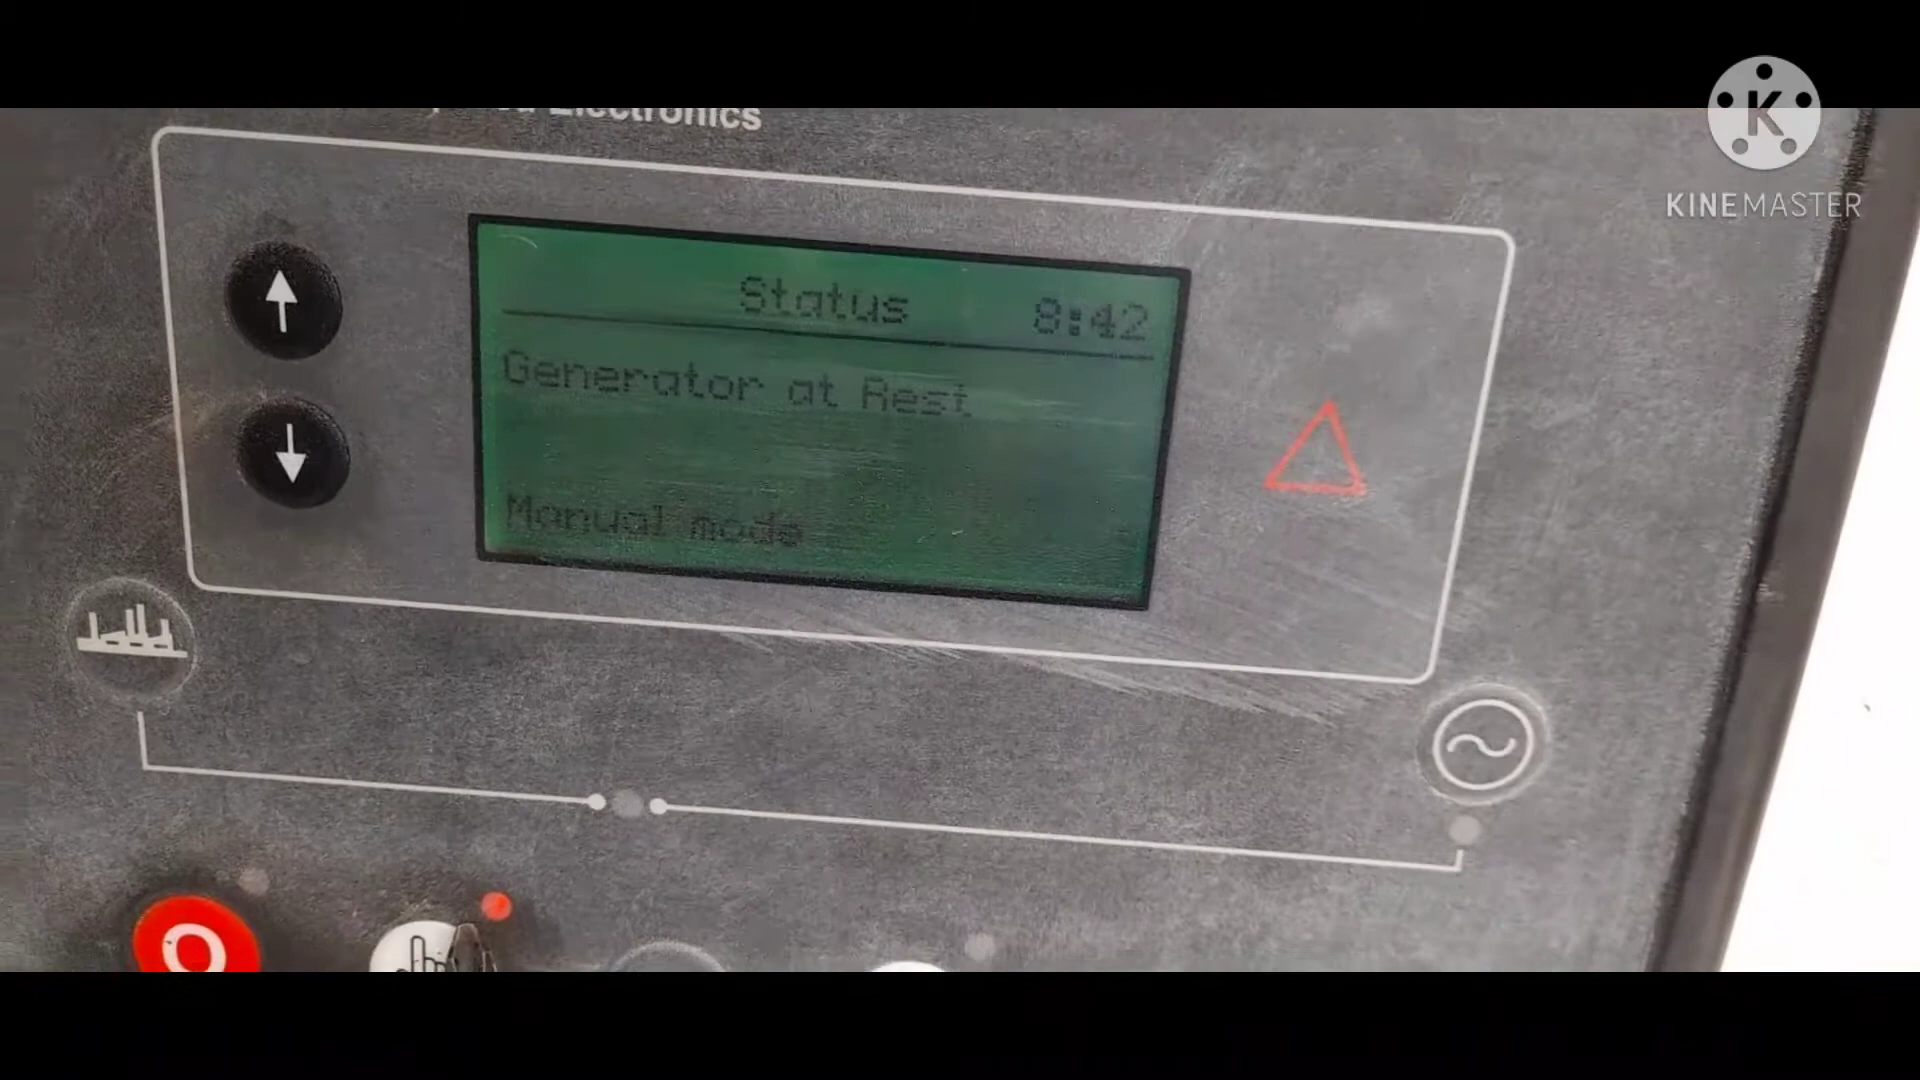 Electronics
K
KINEMASTER
Status 8:42
Generator at Rest
Manual mode